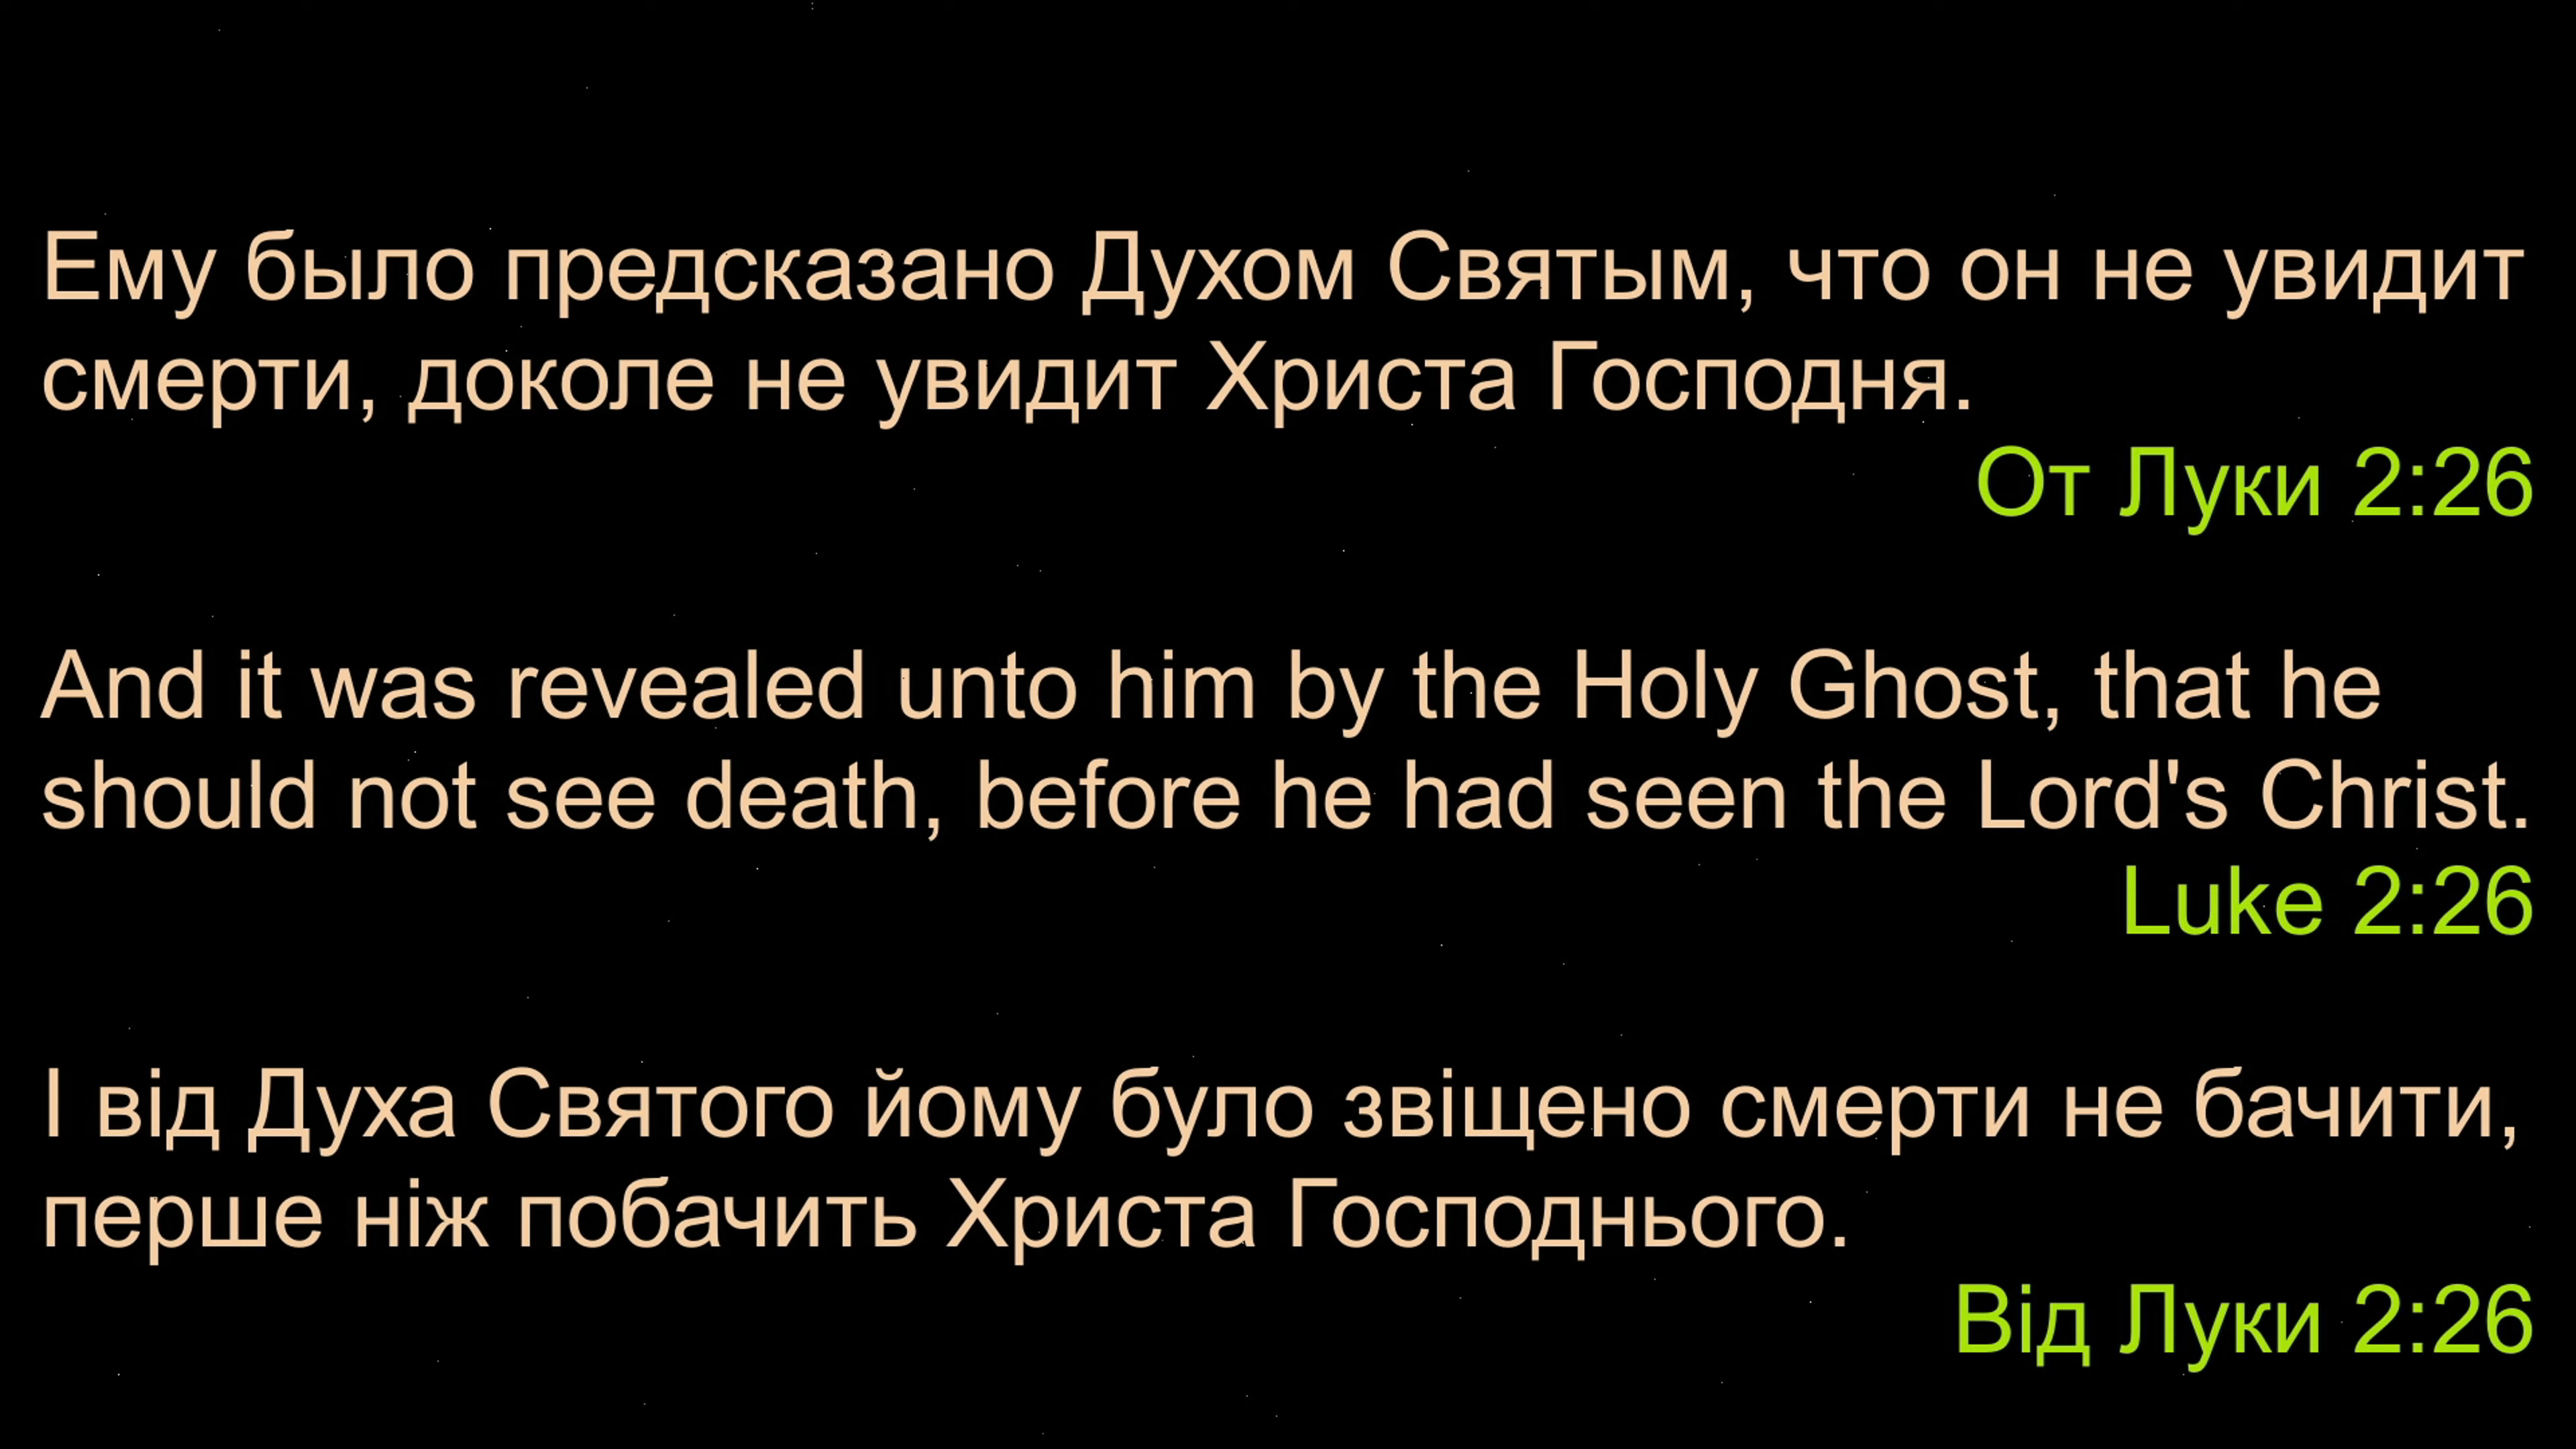 Ему было предсказано Духом Святым, что он не увидит
смерти, доколе не увидит Христа Господня.
От Луки 2:26
And it was revealed unto him by the Holy Ghost, that he
should not see death, before he had seen the Lord's Christ.
Luke 2:26
І від Духа Святого йому було звіщено смерти не бачити,
перше ніж побачить Христа Господнього.
Від Луки 2:26